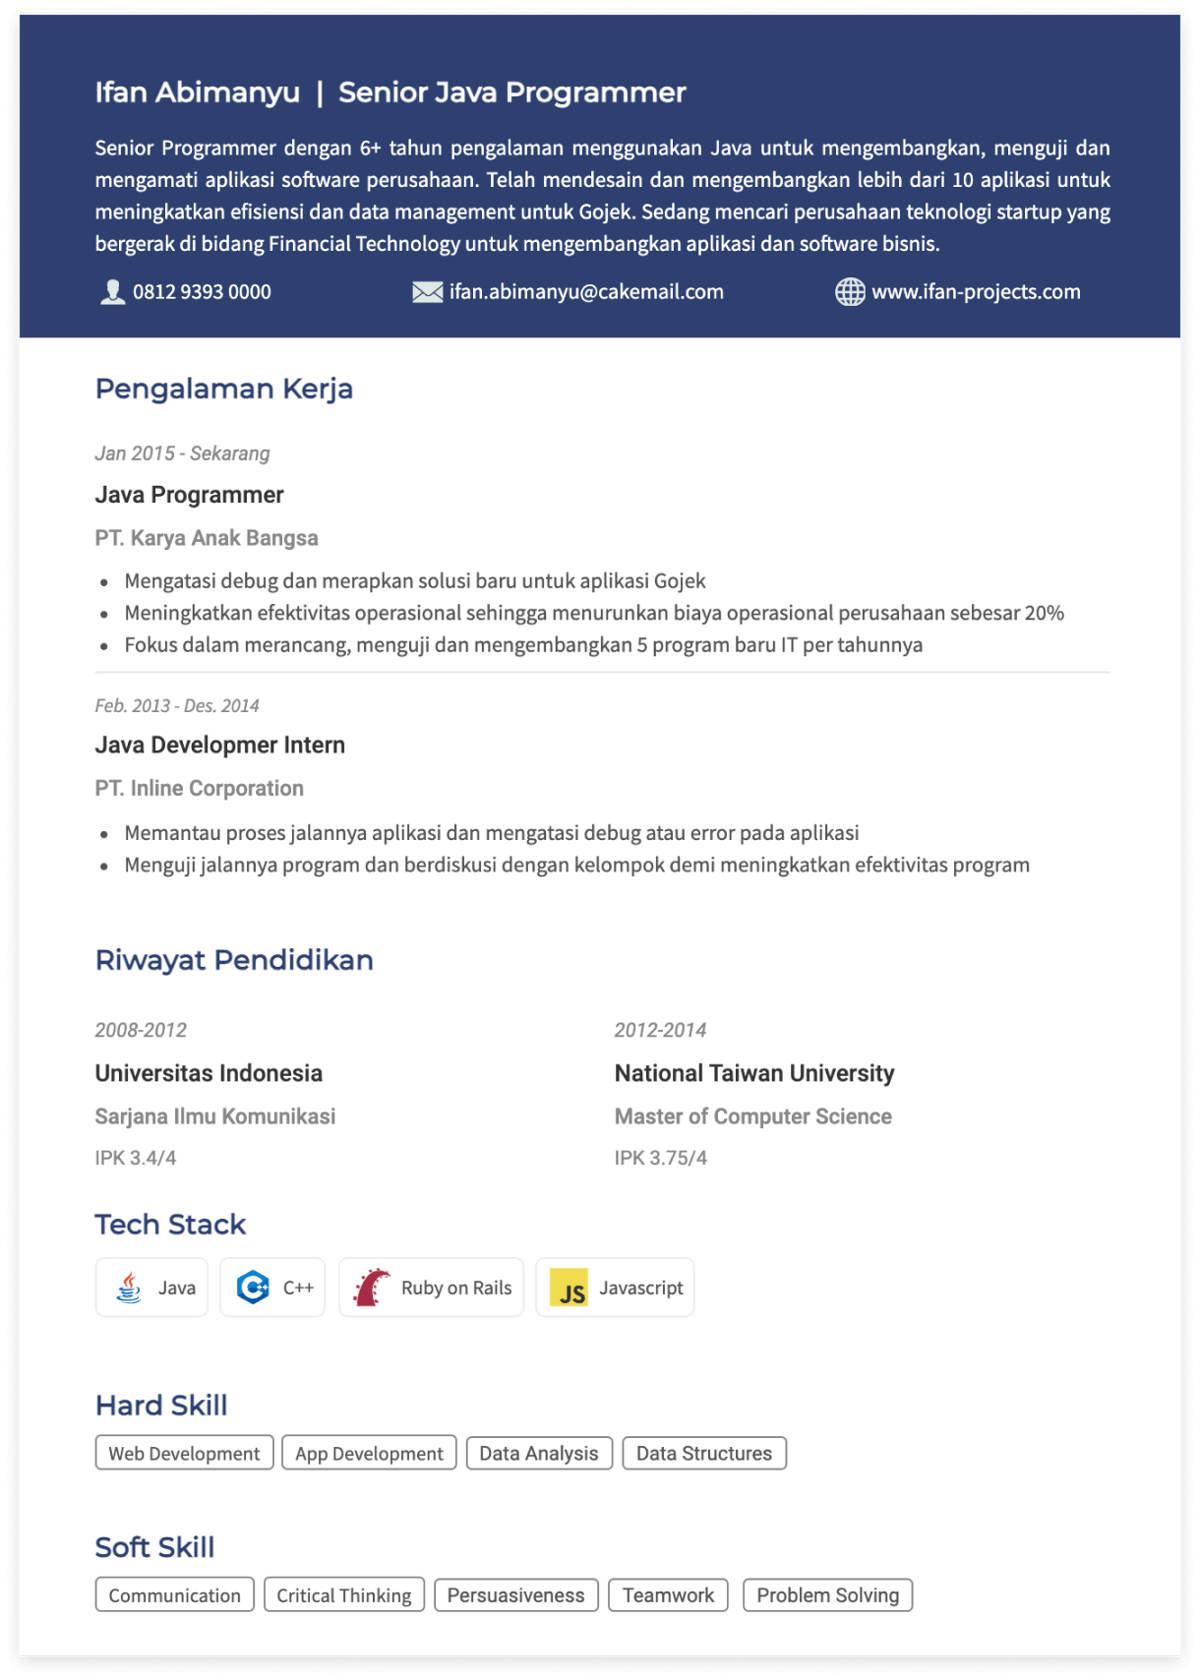 Ifan Abimanyu | Senior Java Programmer
Senior Programmer dengan 6+ tahun pengalaman menggunakan Java untuk mengembangkan, menguji dan
mengamati aplikasi software perusahaan. Telah mendesain dan mengembangkan lebih dari 10 aplikasi untuk
meningkatkan efisiensi dan data management untuk Gojek. Sedang mencari perusahaan teknologi startup yang
bergerak di bidang Financial Technology untuk mengembangkan aplikasi dan software bisnis.
0812 9393 0000 ifan.abimanyu@cakemail.com www.ifan-projects.com
Pengalaman Kerja
Jan 2015 - Sekarang
Java Programmer
PT. Karya Anak Bangsa
• Mengatasi debug dan merapkan solusi baru untuk aplikasi Gojek
• Meningkatkan efektivitas operasional sehingga menurunkan biaya operasional perusahaan sebesar 20%
• Fokus dalam merancang, menguji dan mengembangkan 5 program baru IT per tahunnya
Feb. 2013 - Des. 2014
Java Developmer Intern
PT. Inline Corporation
• Memantau proses jalannya aplikasi dan mengatasi debug atau error pada aplikasi
• Menguji jalannya program dan berdiskusi dengan kelompok demi meningkatkan efektivitas program
Riwayat Pendidikan
2008-2012
Universitas Indonesia
Sarjana Ilmu Komunikasi
IPK 3.4/4
2012-2014
National Taiwan University
Master of Computer Science
IPK 3.75/4
Tech Stack
Java C++ Ruby on Rails JS Javascript
Hard Skill
Web Development App Development Data Analysis Data Structures
Soft Skill
Communication Critical Thinking Persuasiveness Teamwork Problem Solving